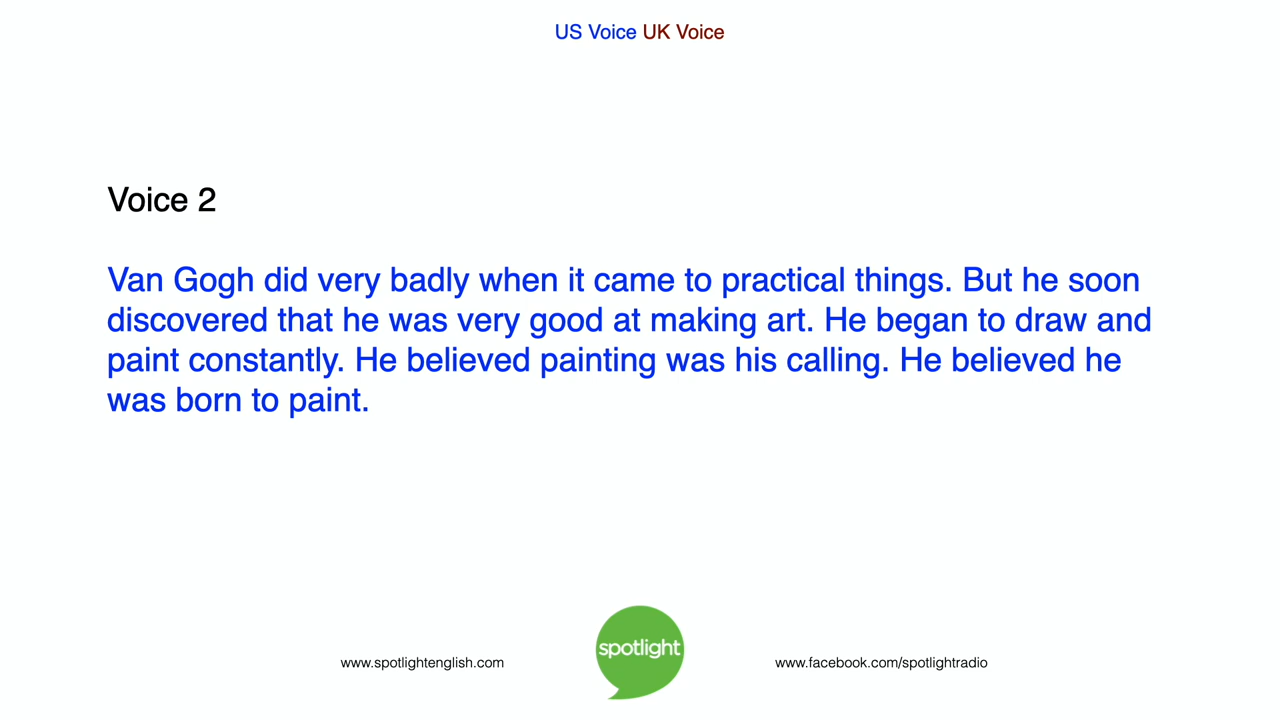 US Voice UK Voice
Voice 2
Van Gogh did very badly when it came to practical things. But he soon
discovered that he was very good at making art. He began to draw and
paint constantly. He believed painting was his calling. He believed he
was born to paint.
www.spotlightenglish.com
spotlight
www.facebook.com/spotlightradio